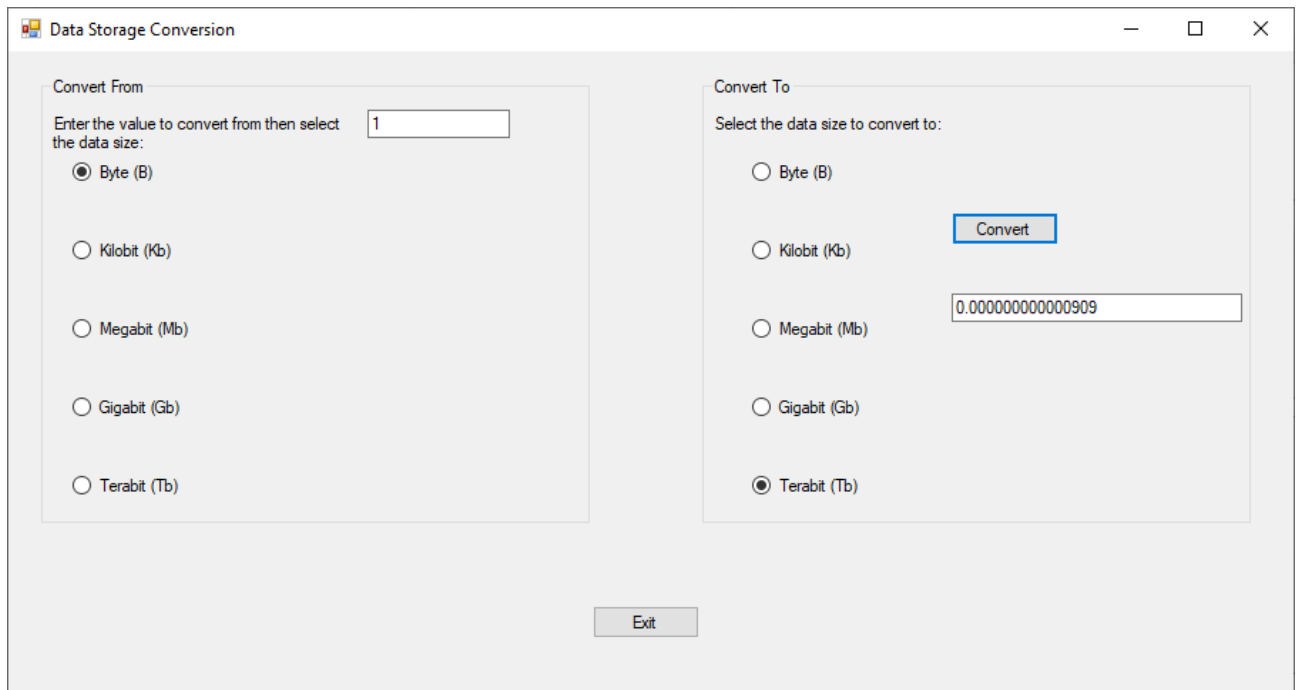 Data Storage Conversion
Convert From
Enter the value to convert from then select
the data size:
1
Byte (B)
Kilobit (Kb)
Megabit (Mb)
Gigabit (Gb)
Terabit (Tb)
Convert To
Select the data size to convert to:
Byte (B)
Kilobit (Kb)
Megabit (Mb)
Gigabit (Gb)
Terabit (Tb)
Convert
0.000000000000909
Exit